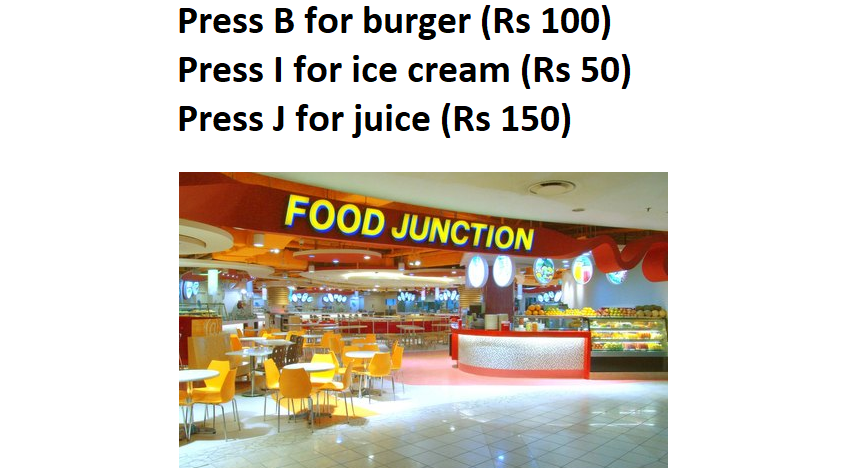 Press B for burger (Rs 100)
Press I for ice cream (Rs 50)
Press J for juice (Rs 150)
FOOD JUNCTION